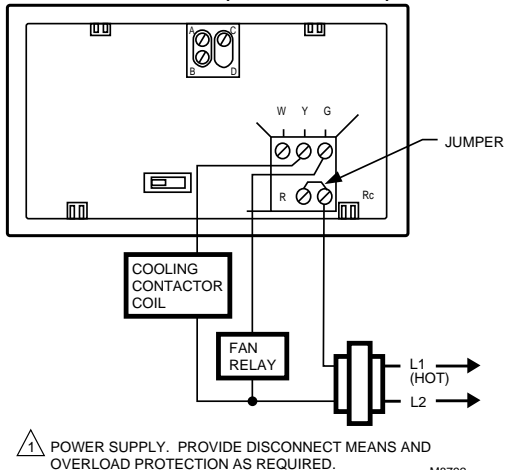 A C
B D
W Y G
JUMPER
R Rc
COOLING
CONTACTOR
COIL
FAN
RELAY
L1
(HOT)
L2
1 POWER SUPPLY. PROVIDE DISCONNECT MEANS AND
OVERLOAD PROTECTION AS REQUIRED.